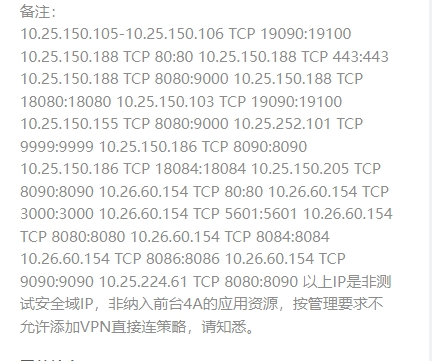 备注：
10.25.150.105-10.25.150.106 TCP 19090:19100
10.25.150.188 TCP 80:80 10.25.150.188 TCP 443:443
10.25.150.188 TCP 8080:9000 10.25.150.188 TCP
18080:18080 10.25.150.103 TCP 19090:19100
10.25.150.155 TCP 8080:9000 10.25.252.101 TCP
9999:9999 10.25.150.186 TCP 8090:8090
10.25.150.186 TCP 18084:18084 10.25.150.205 TCP
8090:8090 10.26.60.154 TCP 80:80 10.26.60.154 TCP
3000:3000 10.26.60.154 TCP 5601:5601 10.26.60.154
TCP 8080:8080 10.26.60.154 TCP 8084:8084
10.26.60.154 TCP 8086:8086 10.26.60.154 TCP
9090:9090 10.25.224.61 TCP 8080:8090 以上IP是非测
试安全域IP，非纳入前台4A的应用资源，按管理要求不
允许添加VPN直接连策略，请知悉。